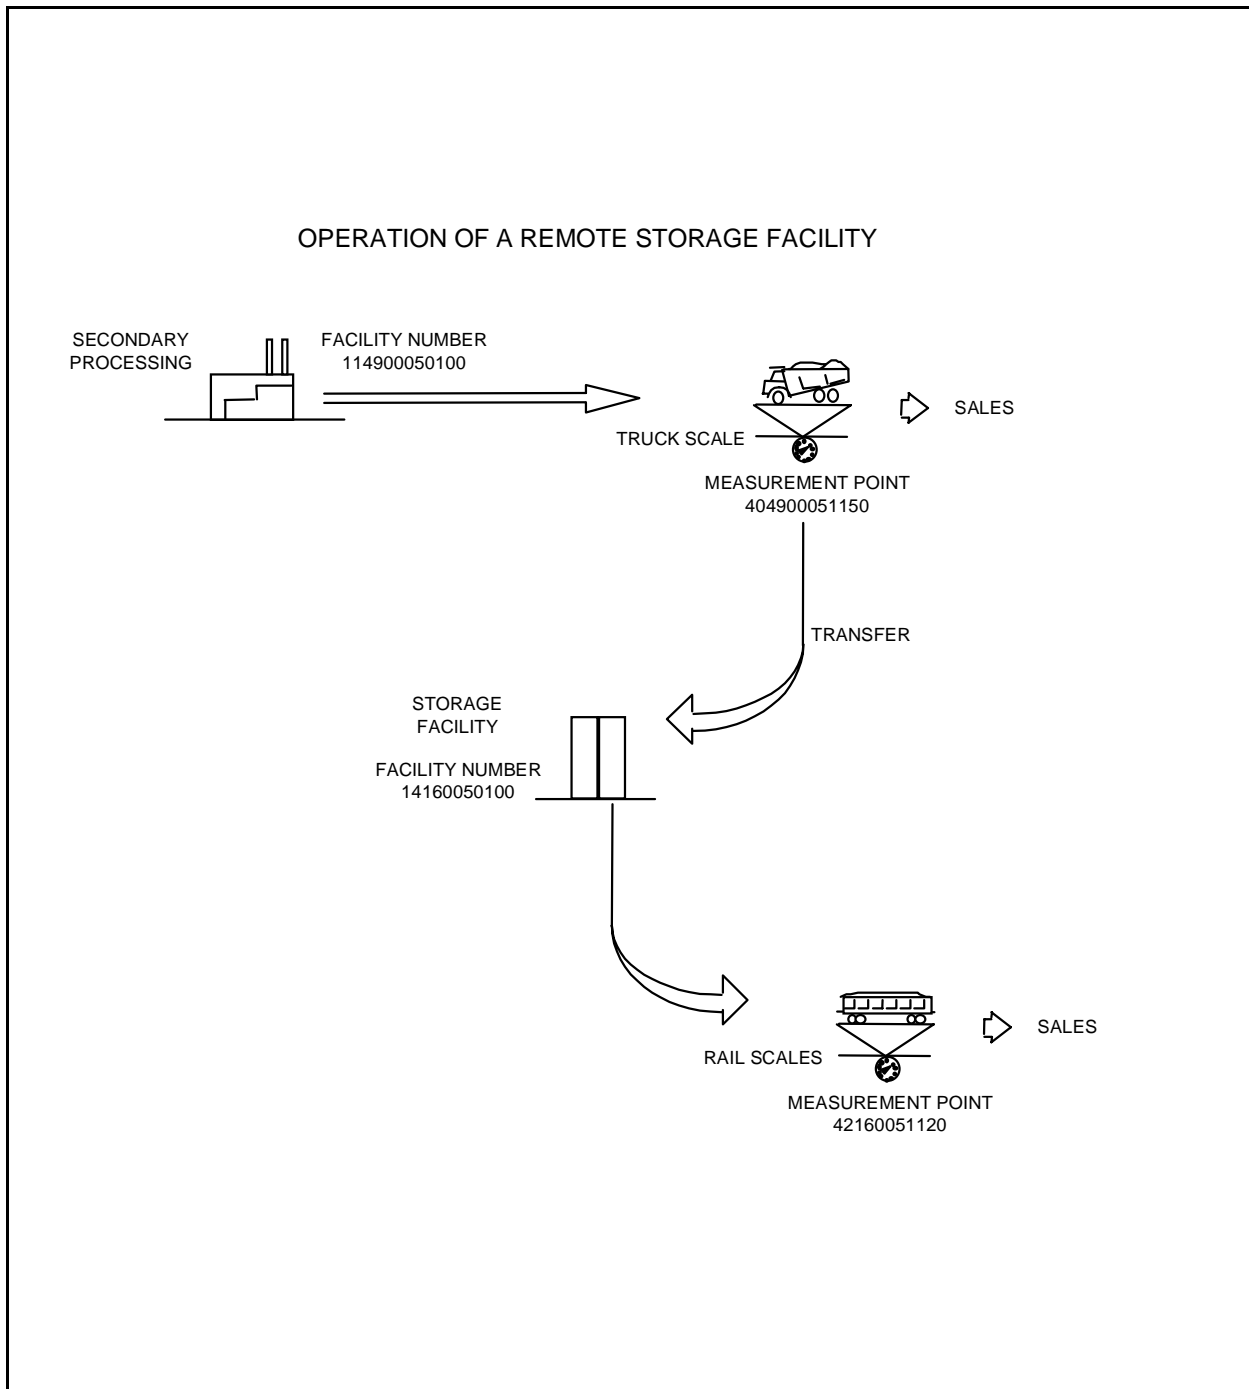 OPERATION OF A REMOTE STORAGE FACILITY
SECONDARY
PROCESSING
FACILITY NUMBER
114900050100
SALES
TRUCK SCALE
MEASUREMENT POINT
404900051150
TRANSFER
STORAGE
FACILITY
FACILITY NUMBER
14160050100
SALES
RAIL SCALES
MEASUREMENT POINT
42160051120